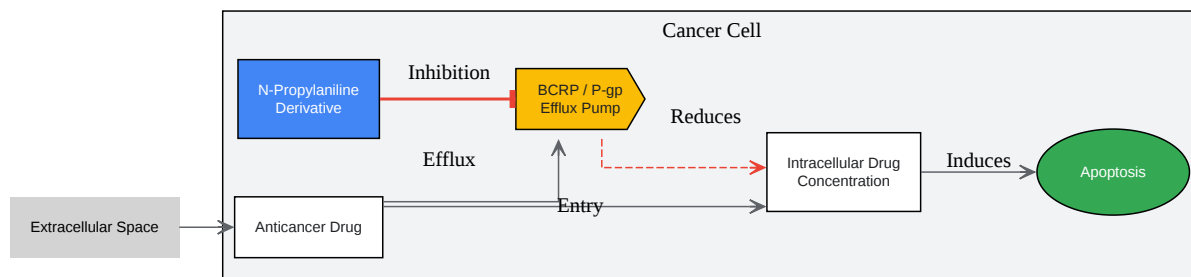 Cancer Cell
Inhibition
N-Propylaniline
Derivative
BCRP / P-gp
Efflux Pump
Reduces
Efflux
Intracellular Drug
Concentration
Induces
Apoptosis
Entry
Extracellular Space
Anticancer Drug